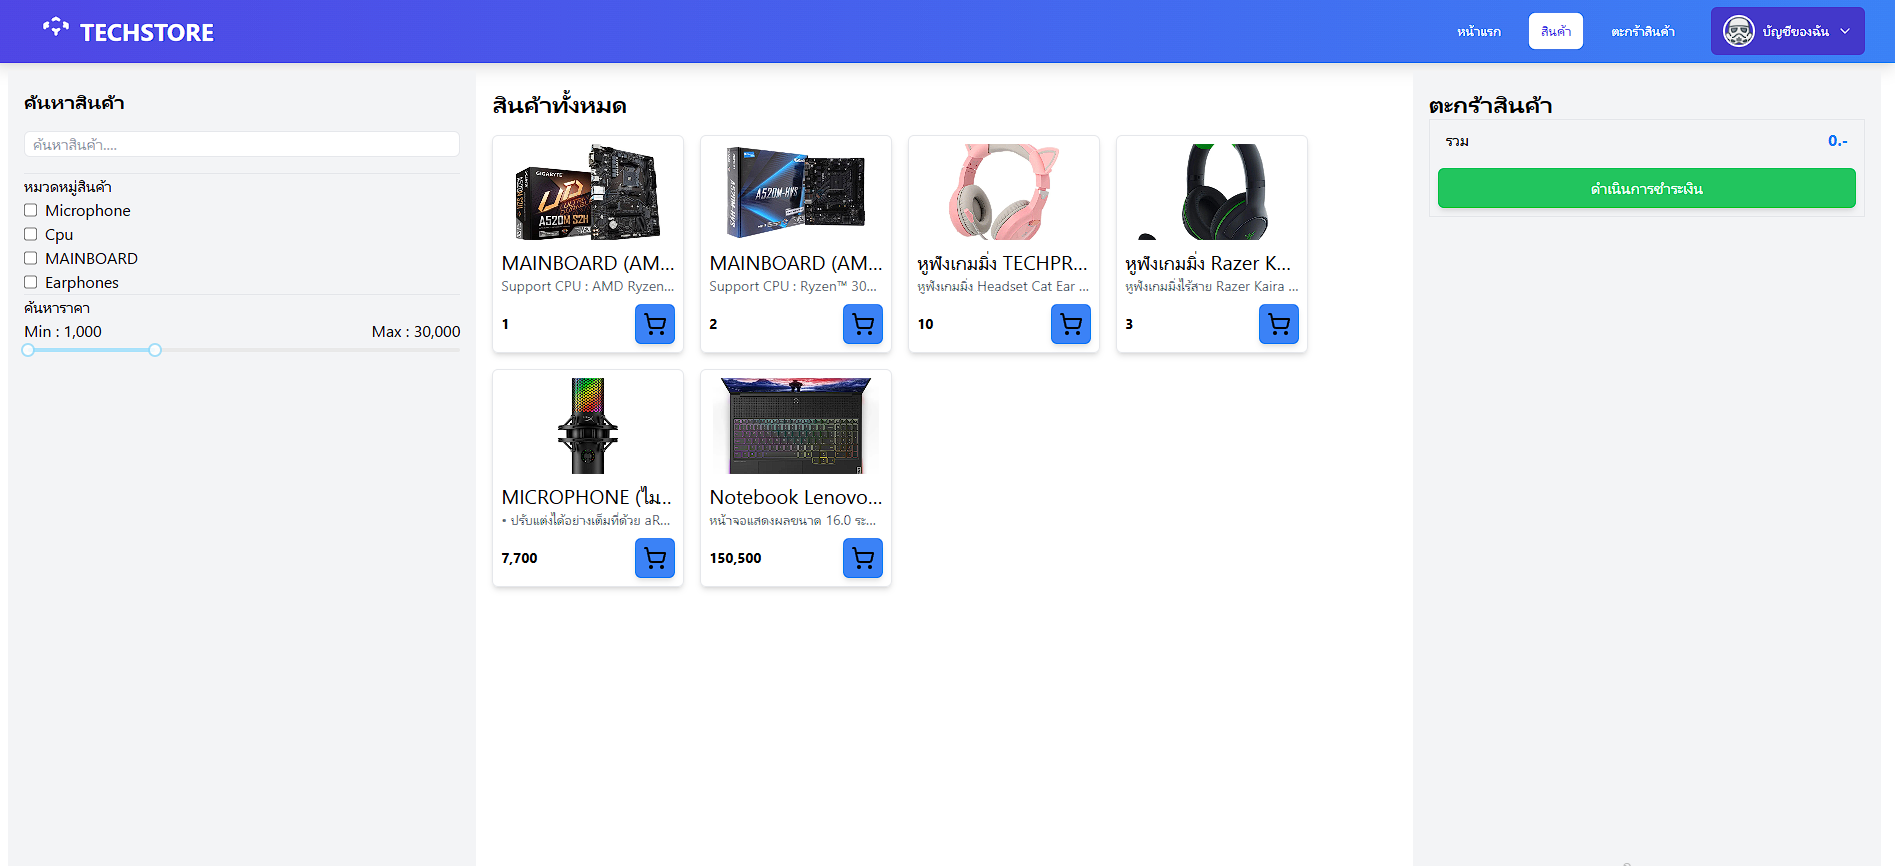 TECHSTORE
หน้าแรก
สินค้า
ตะกร้าสินค้า
บัญชีของฉัน
ค้นหาสินค้า
ค้นหาสินค้า....
หมวดหมู่สินค้า
Microphone
Cpu
MAINBOARD
Earphones
ค้นหาราคา
Min : 1,000
Max : 30,000
สินค้าทั้งหมด
GIGABYTE
UD
A520M S2H
MAINBOARD (AM...
Support CPU : AMD Ryzen...
1
A520M-HVS
MAINBOARD (AM...
Support CPU : Ryzen™ 30...
2
หูฟังเกมมิ่ง TECHPR...
หูฟังเกมมิ่ง Headset Cat Ear ...
10
หูฟังเกมมิ่ง Razer K...
หูฟังเกมมิ่งไร้สาย Razer Kaira ...
3
MICROPHONE (ไม...
• ปรับแต่งได้อย่างเต็มที่ด้วย aR...
7,700
Notebook Lenovo...
หน้าจอแสดงผลขนาด 16.0 ระ...
150,500
ตะกร้าสินค้า
รวม
0.-
ดำเนินการชำระเงิน